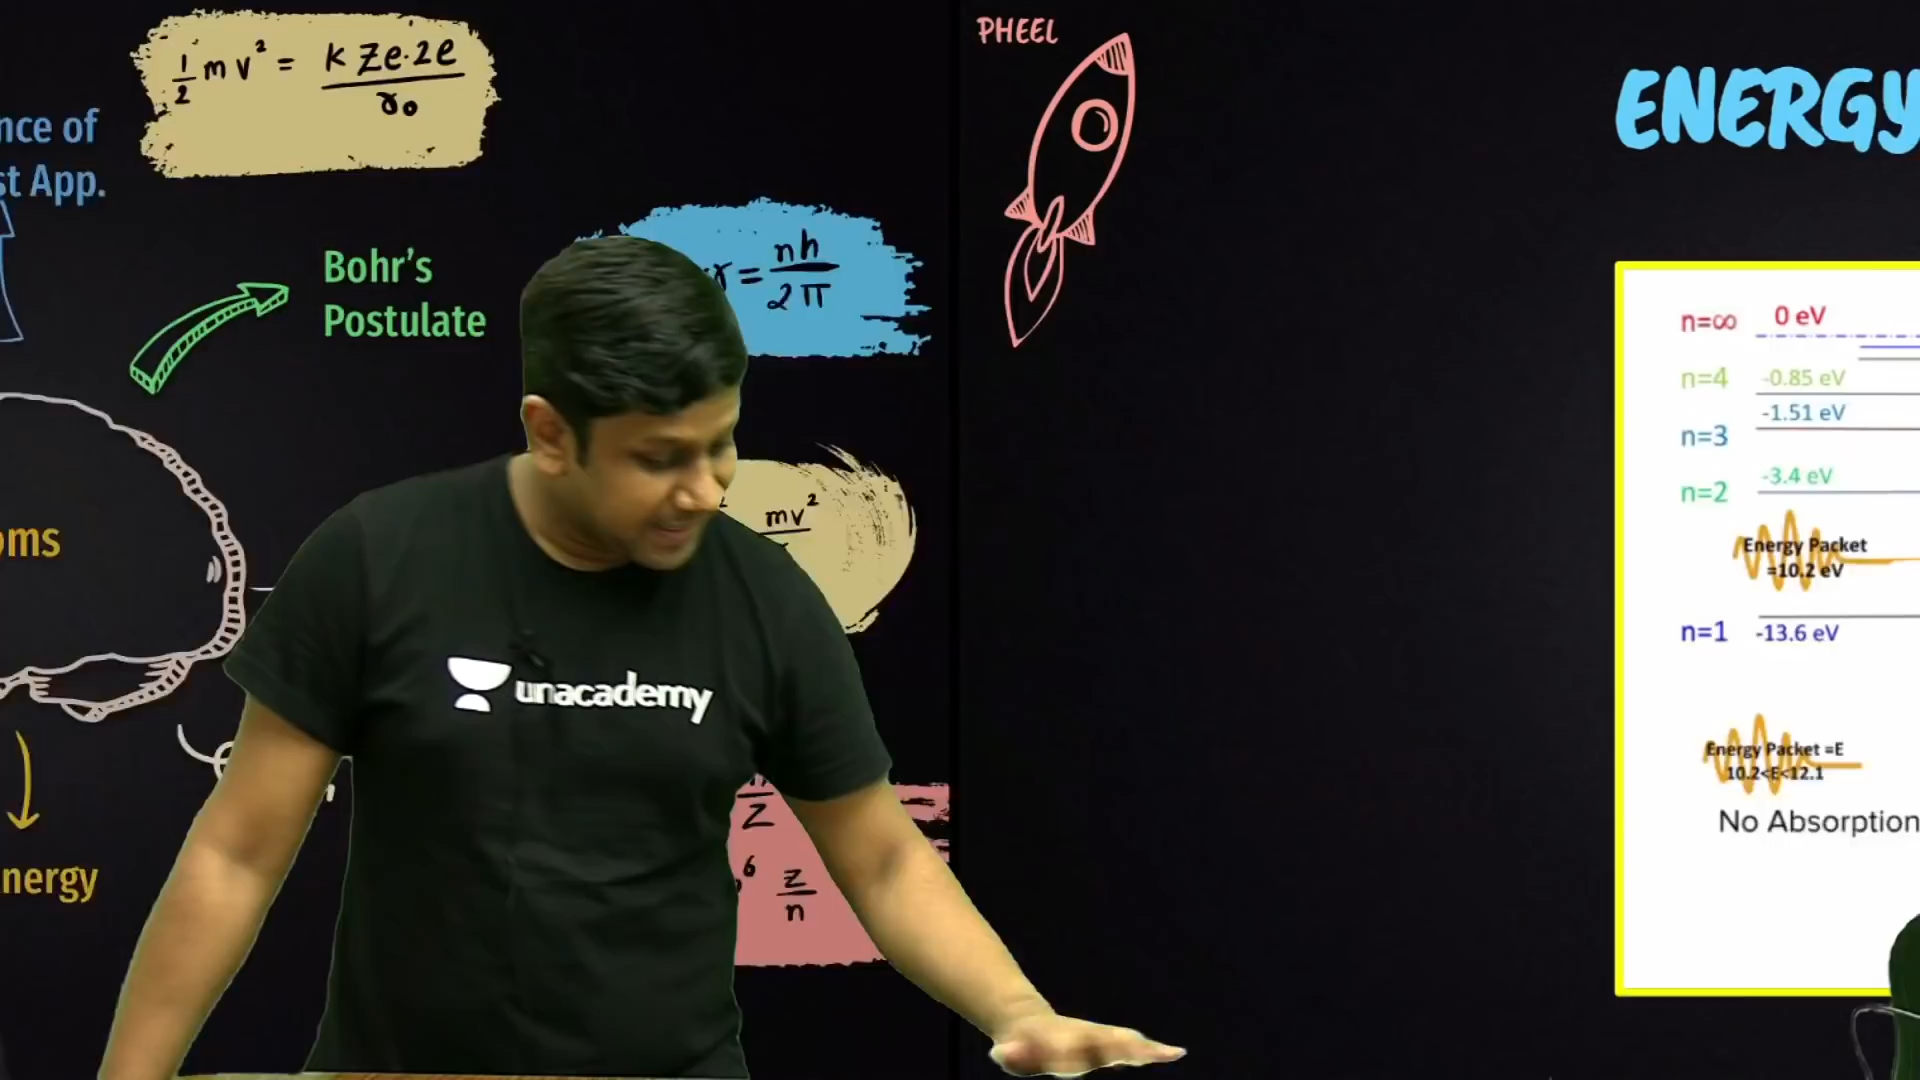 ½ mv² = k Ze·2e / r₀
nce of
st App.
Bohr's
Postulate
r = nh / 2π
mv²
oms
unacademy
Z
z / n
nergy
PHEEL
ENERGY
n=∞ 0 eV
n=4 -0.85 eV
-1.51 eV
n=3
n=2 -3.4 eV
Energy Packet
=10.2 eV
n=1 -13.6 eV
Energy Packet =E
10.2<E<12.1
No Absorption